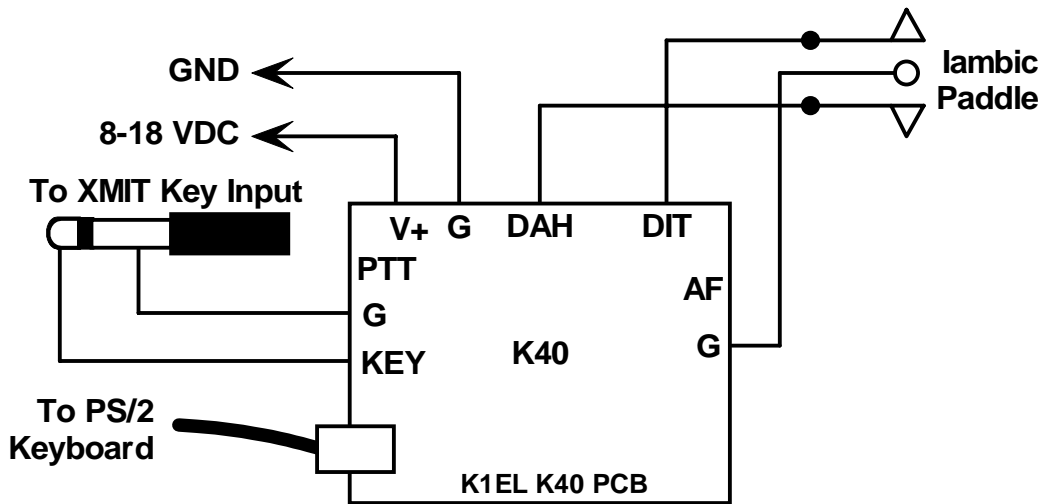 GND
Iambic
Paddle
8-18 VDC
To XMIT Key Input
V+ G DAH DIT
PTT
AF
G
K40
G
KEY
To PS/2
Keyboard
K1EL K40 PCB